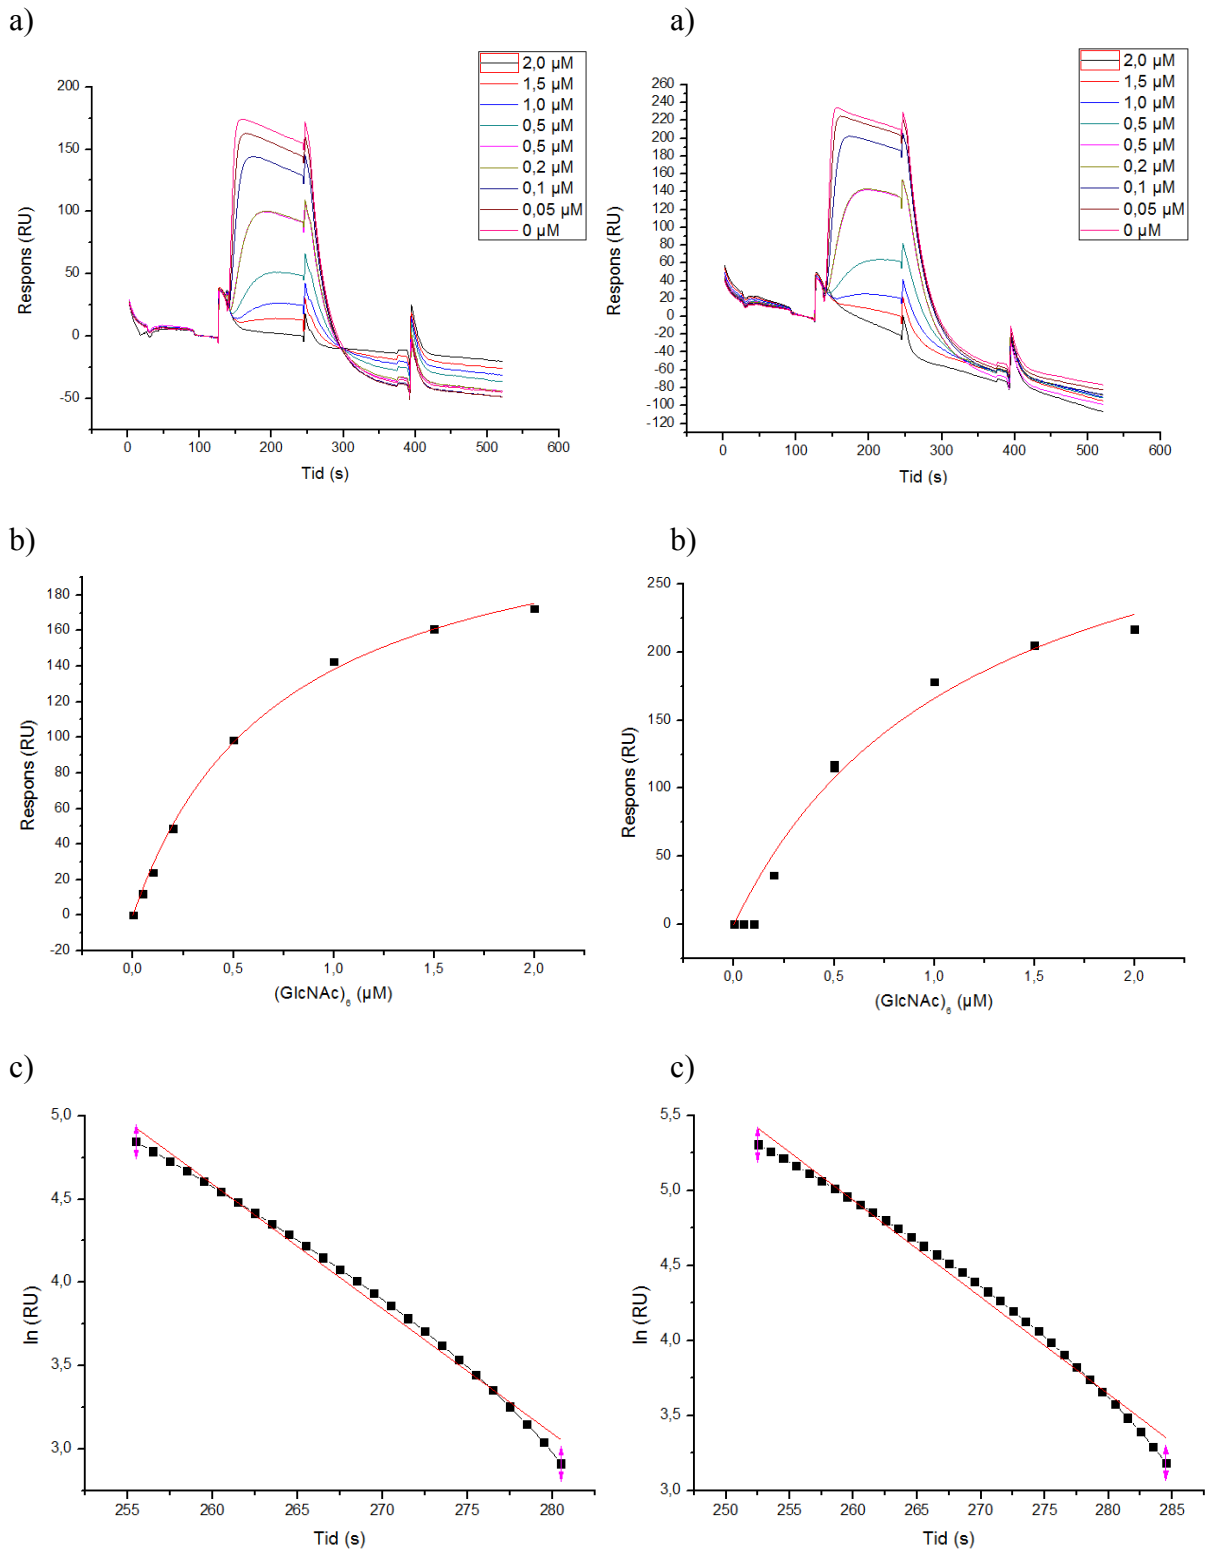 a)
2,0 µM
1,5 µM
1,0 µM
0,5 µM
0,5 µM
0,2 µM
0,1 µM
0,05 µM
0 µM
200
150
100
50
0
-50
Respons (RU)
0 100 200 300 400 500 600
Tid (s)
a)
2,0 µM
1,5 µM
1,0 µM
0,5 µM
0,5 µM
0,2 µM
0,1 µM
0,05 µM
0 µM
260
240
220
200
180
160
140
120
100
80
60
40
20
0
-20
-40
-60
-80
-100
-120
Respons (RU)
0 100 200 300 400 500 600
Tid (s)
b)
180
160
140
120
100
80
60
40
20
0
-20
Respons (RU)
0,0 0,5 1,0 1,5 2,0
(GlcNAc)₆ (µM)
b)
250
200
150
100
50
0
Respons (RU)
0,0 0,5 1,0 1,5 2,0
(GlcNAc)₆ (µM)
c)
5,0
4,5
4,0
3,5
3,0
ln (RU)
255 260 265 270 275 280
Tid (s)
c)
5,5
5,0
4,5
4,0
3,5
3,0
ln (RU)
250 255 260 265 270 275 280 285
Tid (s)